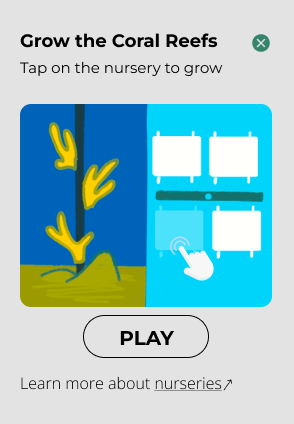 Grow the Coral Reefs
Tap on the nursery to grow
PLAY
Learn more about nurseries↗